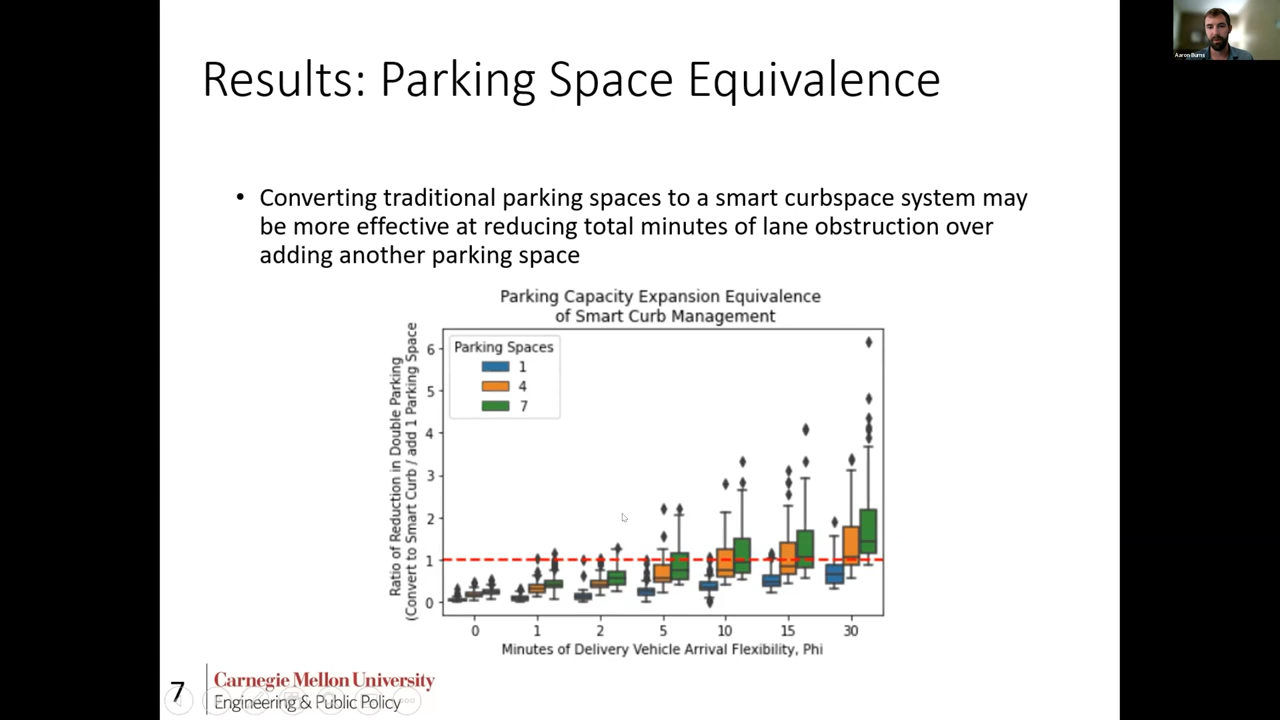 Aaron Burns
Results: Parking Space Equivalence
• Converting traditional parking spaces to a smart curbspace system may
be more effective at reducing total minutes of lane obstruction over
adding another parking space
Parking Capacity Expansion Equivalence
of Smart Curb Management
Ratio of Reduction in Double Parking
(Convert to Smart Curb / add 1 Parking Space
Parking Spaces
1
4
7
6
5
4
3
2
1
0
0 1 2 5 10 15 30
Minutes of Delivery Vehicle Arrival Flexibility, Phi
7
Carnegie Mellon University
Engineering & Public Policy